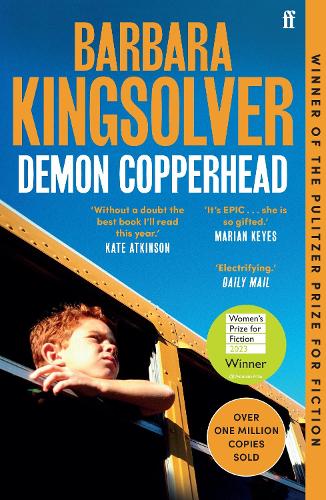 ff
BARBARA
KINGSOLVER
DEMON COPPERHEAD
‘Without a doubt the
best book I’ll read
this year.’
KATE ATKINSON
‘It’s EPIC . . . she is
so gifted.’
MARIAN KEYES
‘Electrifying.’
DAILY MAIL
Women’s
Prize for
Fiction
2023
Winner
OVER
ONE MILLION
COPIES
SOLD
WINNER OF THE PULITZER PRIZE FOR FICTION